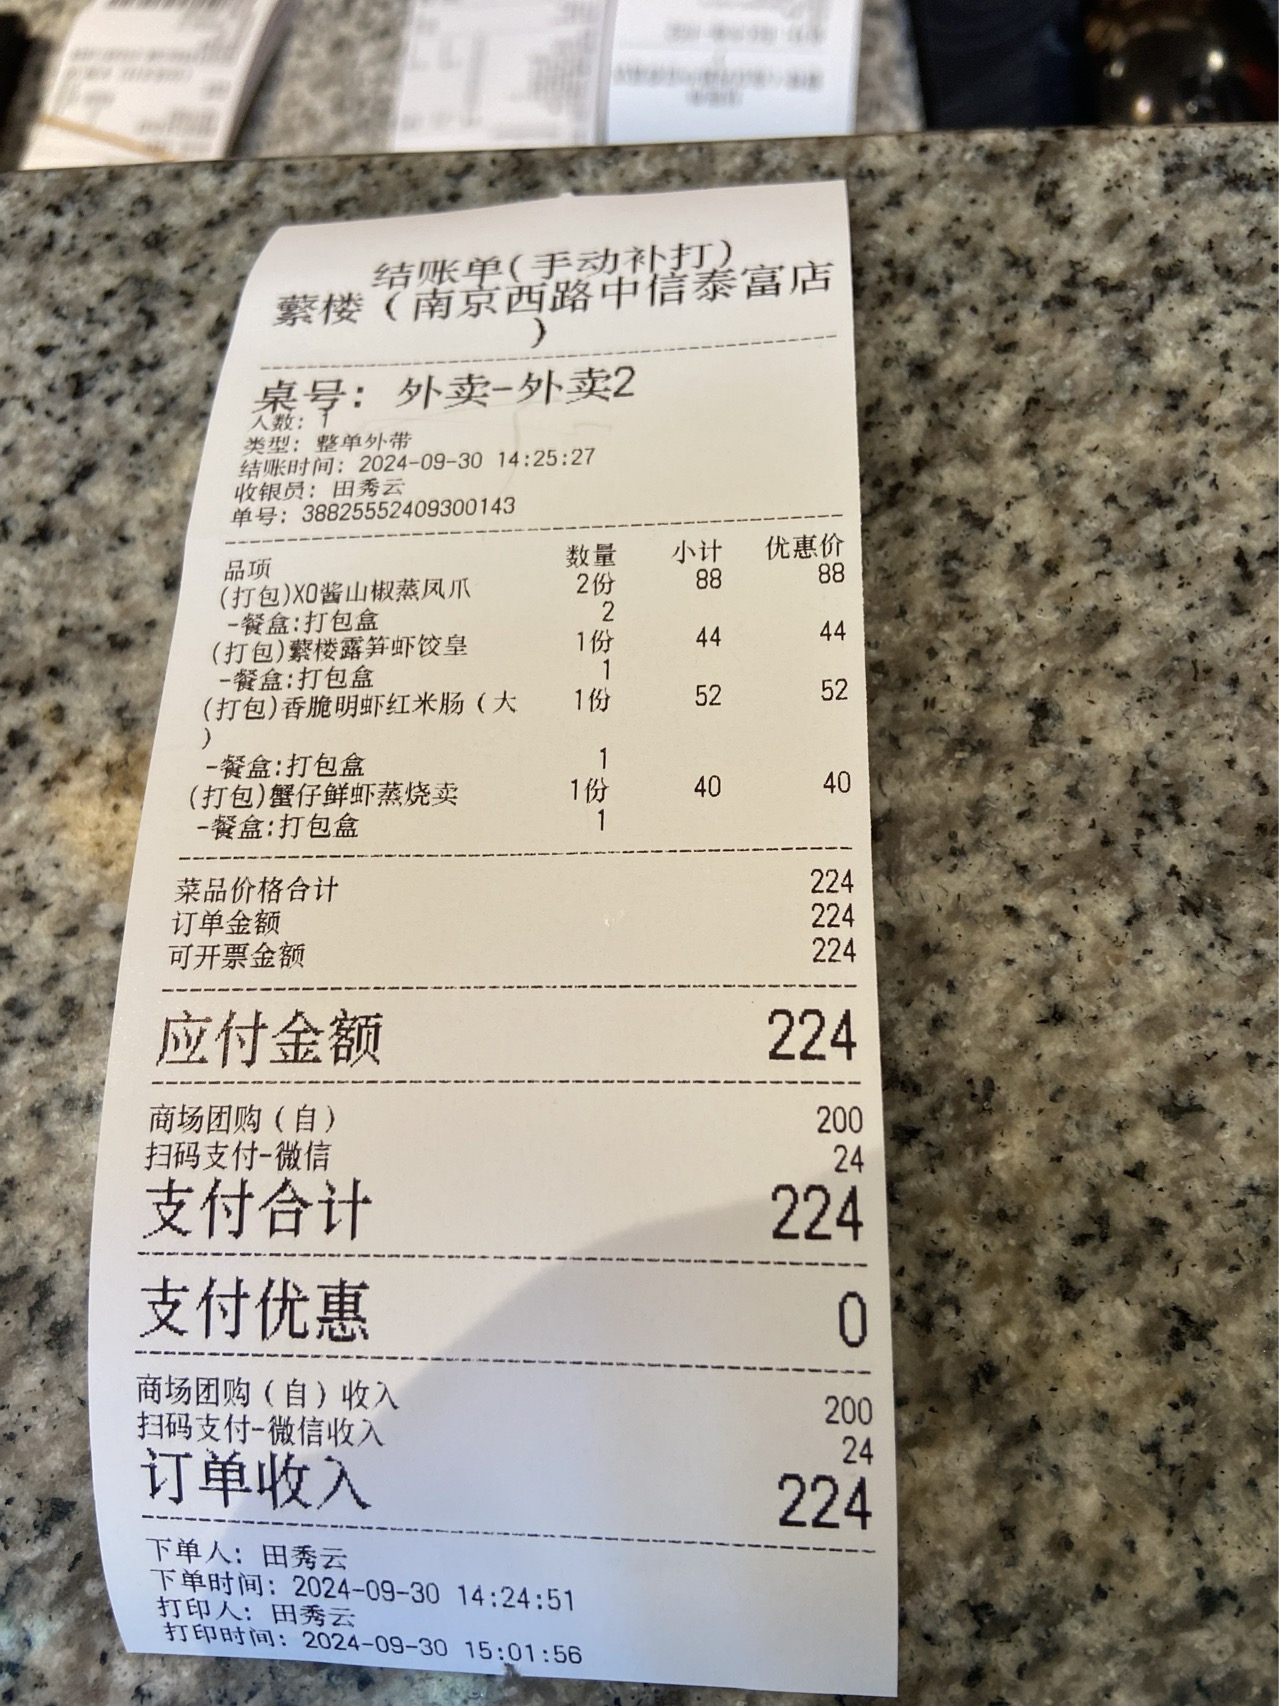 结账单(手动补打)
蘩楼（南京西路中信泰富店
）
桌号：外卖-外卖2
人数：1
类型：整单外带
结账时间：2024-09-30 14:25:27
收银员：田秀云
单号：388255552409300143
品项 数量 小计 优惠价
(打包)XO酱山椒蒸凤爪 2份 88 88
-餐盒:打包盒 2
(打包)蘩楼露笋虾饺皇 1份 44 44
-餐盒:打包盒 1
(打包)香脆明虾红米肠（大 1份 52 52
）
-餐盒:打包盒 1
(打包)蟹仔鲜虾蒸烧卖 1份 40 40
-餐盒:打包盒 1
菜品价格合计 224
订单金额 224
可开票金额 224
应付金额 224
商场团购（自） 200
扫码支付-微信 24
支付合计 224
支付优惠 0
商场团购（自）收入 200
扫码支付-微信收入 24
订单收入 224
下单人：田秀云
下单时间：2024-09-30 14:24:51
打印人：田秀云
打印时间：2024-09-30 15:01:56